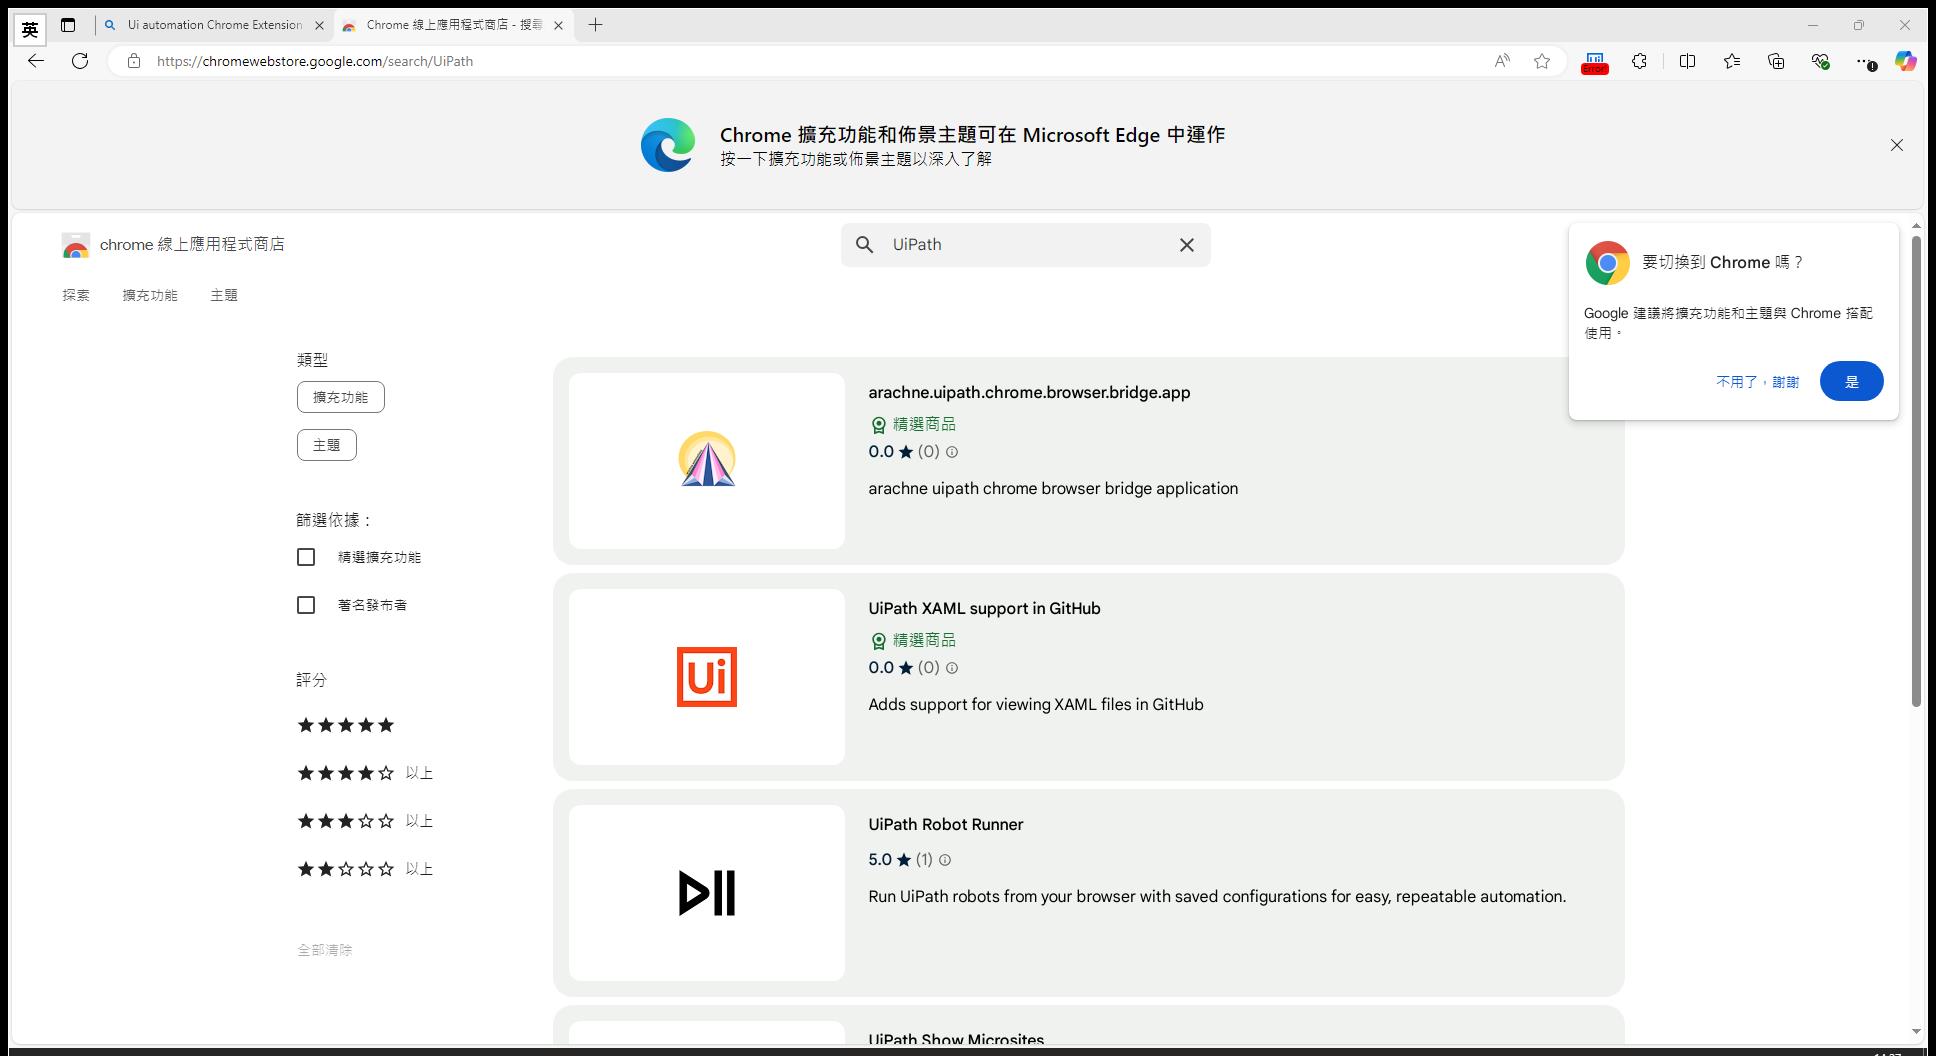 英
Ui automation Chrome Extension
Chrome 線上應用程式商店 - 搜尋
https://chromewebstore.google.com/search/UiPath
Error!
Chrome 擴充功能和佈景主題可在 Microsoft Edge 中運作
按一下擴充功能或佈景主題以深入了解
chrome 線上應用程式商店
UiPath
要切換到 Chrome 嗎？
Google 建議將擴充功能和主題與 Chrome 搭配
使用。
不用了，謝謝
是
探索
擴充功能
主題
類型
擴充功能
主題
篩選依據：
精選擴充功能
著名發布者
評分
以上
以上
以上
全部清除
arachne.uipath.chrome.browser.bridge.app
精選商品
0.0 ★ (0)
arachne uipath chrome browser bridge application
Ui
UiPath XAML support in GitHub
精選商品
0.0 ★ (0)
Adds support for viewing XAML files in GitHub
UiPath Robot Runner
5.0 ★ (1)
Run UiPath robots from your browser with saved configurations for easy, repeatable automation.
UiPath Show Microsites